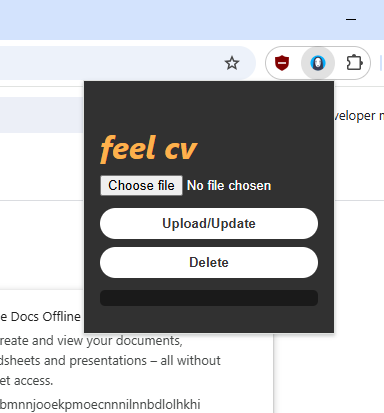 veloper m
feel cv
Choose file No file chosen
Upload/Update
Delete
e Docs Offline
reate and view your documents,
dsheets and presentations – all without
et access.
bmnnjooekpmoecnnnilnnbdlolhkhi